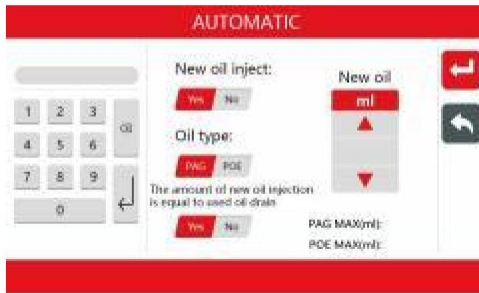 AUTOMATIC
New oil inject:
Yes No
New oil
ml
1 2 3
4 5 6
7 8 9
0
Oil type:
PAG POE
The amount of new oil injection
is equal to used oil drain
Yes No
PAG MAX(ml):
POE MAX(ml):